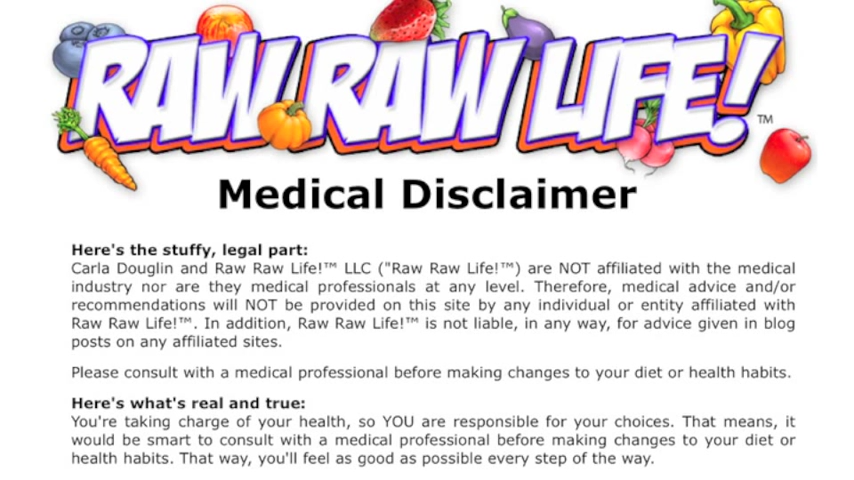 RAW RAW LIFE!™
Medical Disclaimer
Here's the stuffy, legal part:
Carla Douglin and Raw Raw Life!™ LLC ("Raw Raw Life!™) are NOT affiliated with the medical
industry nor are they medical professionals at any level. Therefore, medical advice and/or
recommendations will NOT be provided on this site by any individual or entity affiliated with
Raw Raw Life!™. In addition, Raw Raw Life!™ is not liable, in any way, for advice given in blog
posts on any affiliated sites.
Please consult with a medical professional before making changes to your diet or health habits.
Here's what's real and true:
You're taking charge of your health, so YOU are responsible for your choices. That means, it
would be smart to consult with a medical professional before making changes to your diet or
health habits. That way, you'll feel as good as possible every step of the way.